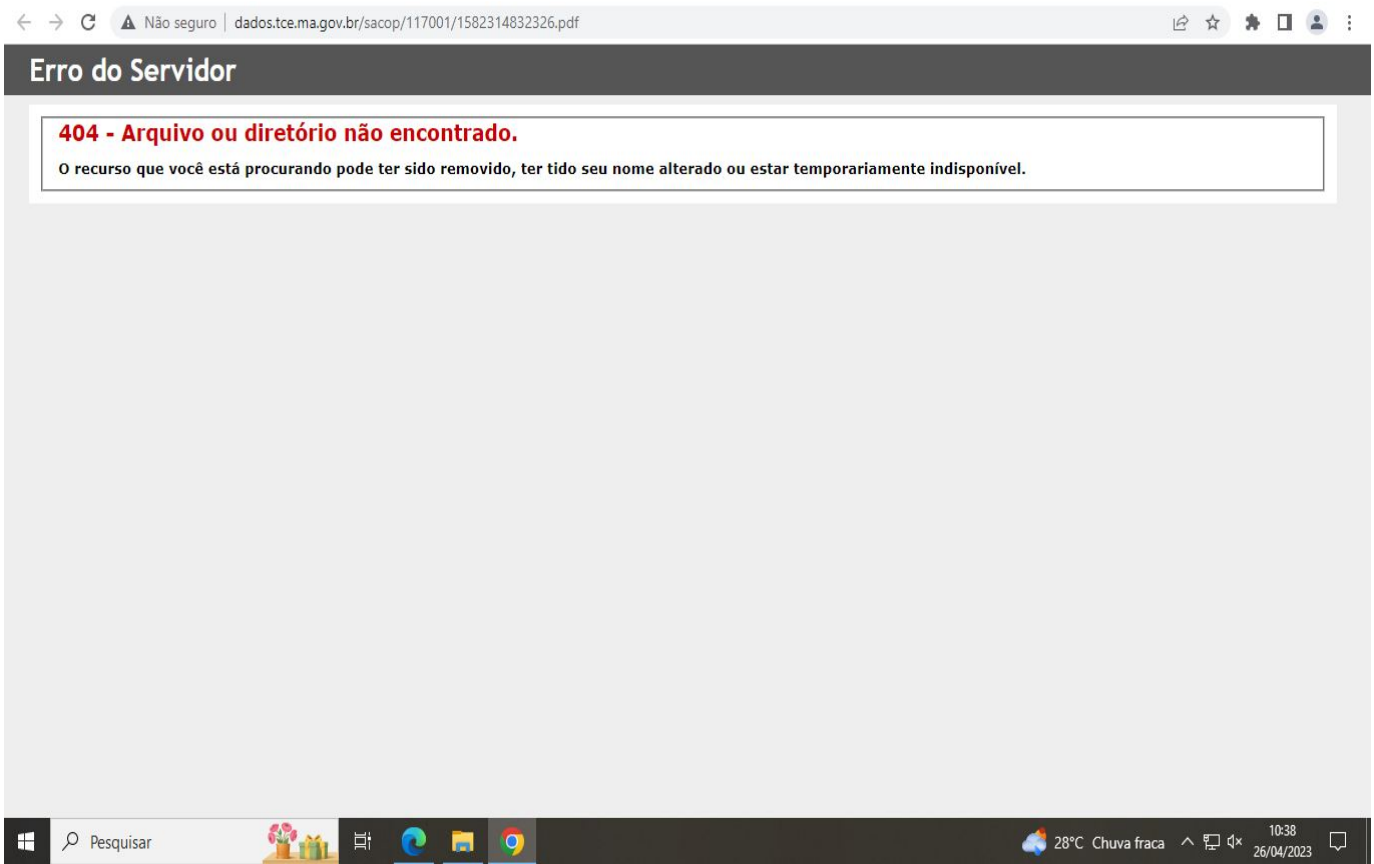 Não seguro | dados.tce.ma.gov.br/sacop/117001/1582314832326.pdf
Erro do Servidor
404 - Arquivo ou diretório não encontrado.
O recurso que você está procurando pode ter sido removido, ter tido seu nome alterado ou estar temporariamente indisponível.
Pesquisar
28°C Chuva fraca
10:38
26/04/2023